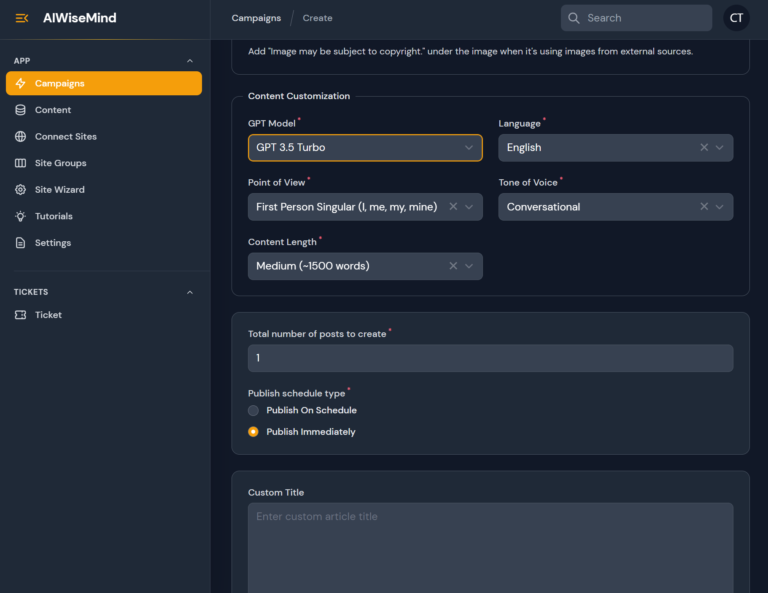 AIWiseMind
Campaigns / Create
Search
CT
APP
Campaigns
Content
Connect Sites
Site Groups
Site Wizard
Tutorials
Settings
TICKETS
Ticket
Add "Image may be subject to copyright." under the image when it's using images from external sources.
Content Customization
GPT Model*
GPT 3.5 Turbo
Language*
English
Point of View*
First Person Singular (I, me, my, mine)
Tone of Voice*
Conversational
Content Length*
Medium (~1500 words)
Total number of posts to create*
1
Publish schedule type*
Publish On Schedule
Publish Immediately
Custom Title
Enter custom article title